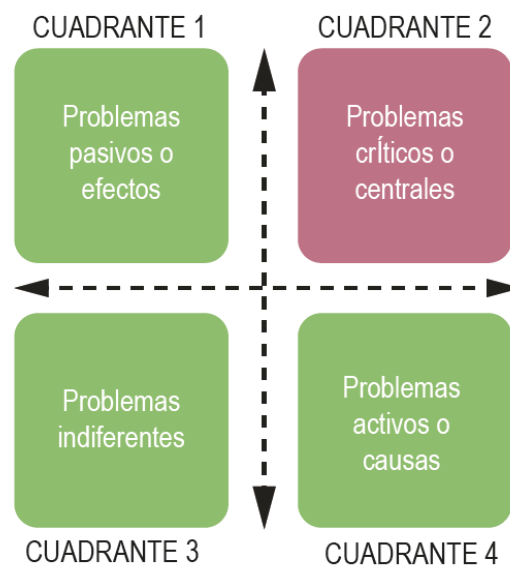 CUADRANTE 1
CUADRANTE 2
Problemas
pasivos o
efectos
Problemas
crÍticos o
centrales
Problemas
indiferentes
Problemas
activos o
causas
CUADRANTE 3
CUADRANTE 4